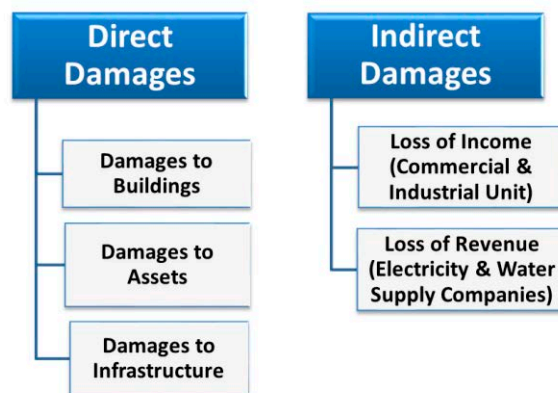 Direct
Damages
Damages to
Buildings
Damages to
Assets
Damages to
Infrastructure
Indirect
Damages
Loss of Income
(Commercial &
Industrial Unit)
Loss of Revenue
(Electricity & Water
Supply Companies)